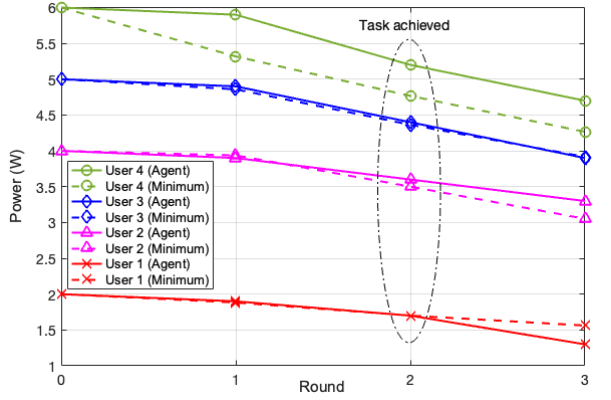 Task achieved
6
5.5
5
4.5
4
3.5
3
2.5
2
1.5
1
Power (W)
User 4 (Agent)
User 4 (Minimum)
User 3 (Agent)
User 3 (Minimum)
User 2 (Agent)
User 2 (Minimum)
User 1 (Agent)
User 1 (Minimum)
0
1
2
3
Round